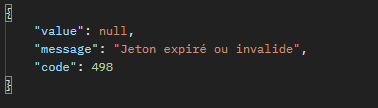 {
"value": null,
"message": "Jeton expiré ou invalide",
"code": 498
}